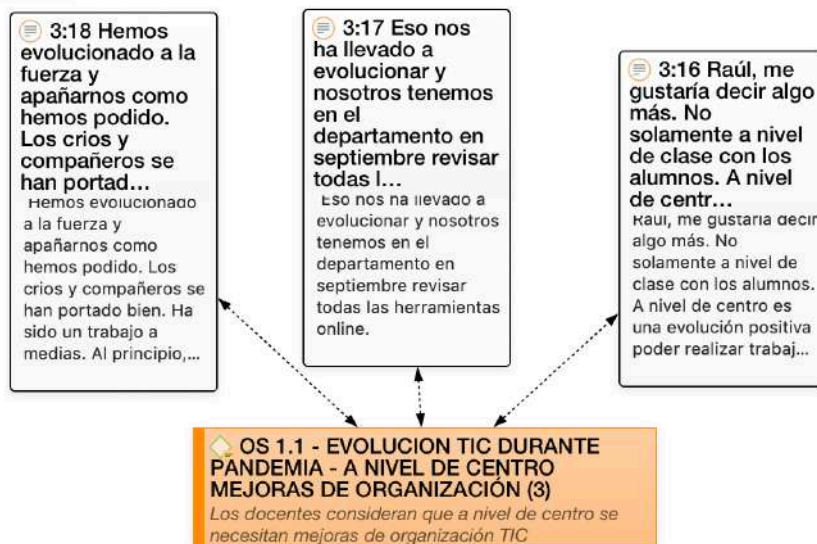 3:18 Hemos
evolucionado a la
fuerza y
apañarnos como
hemos podido.
Los crios y
compañeros se
han portad...
Hemos evolucionado
a la fuerza y
apañarnos como
hemos podido. Los
crios y compañeros se
han portado bien. Ha
sido un trabajo a
medias. Al principio,...
3:17 Eso nos
ha llevado a
evolucionar y
nosotros tenemos
en el
departamento en
septiembre revisar
todas l...
Eso nos ha llevado a
evolucionar y nosotros
tenemos en el
departamento en
septiembre revisar
todas las herramientas
online.
3:16 Raúl, me
gustaría decir algo
más. No
solamente a nivel
de clase con los
alumnos. A nivel
de centr...
Raúl, me gustaría decir
algo más. No
solamente a nivel de
clase con los alumnos.
A nivel de centro es
una evolución positiva
poder realizar trabaj...
OS 1.1 - EVOLUCION TIC DURANTE
PANDEMIA - A NIVEL DE CENTRO
MEJORAS DE ORGANIZACIÓN (3)
Los docentes consideran que a nivel de centro se
necesitan mejoras de organización TIC